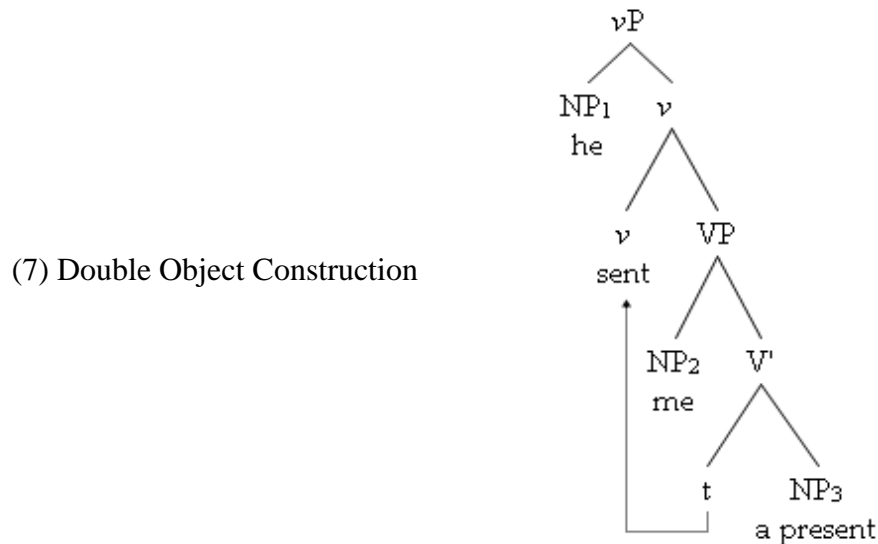 vP
NP₁ v
he
v VP
(7) Double Object Construction
sent
NP₂ V'
me
t NP₃
a present